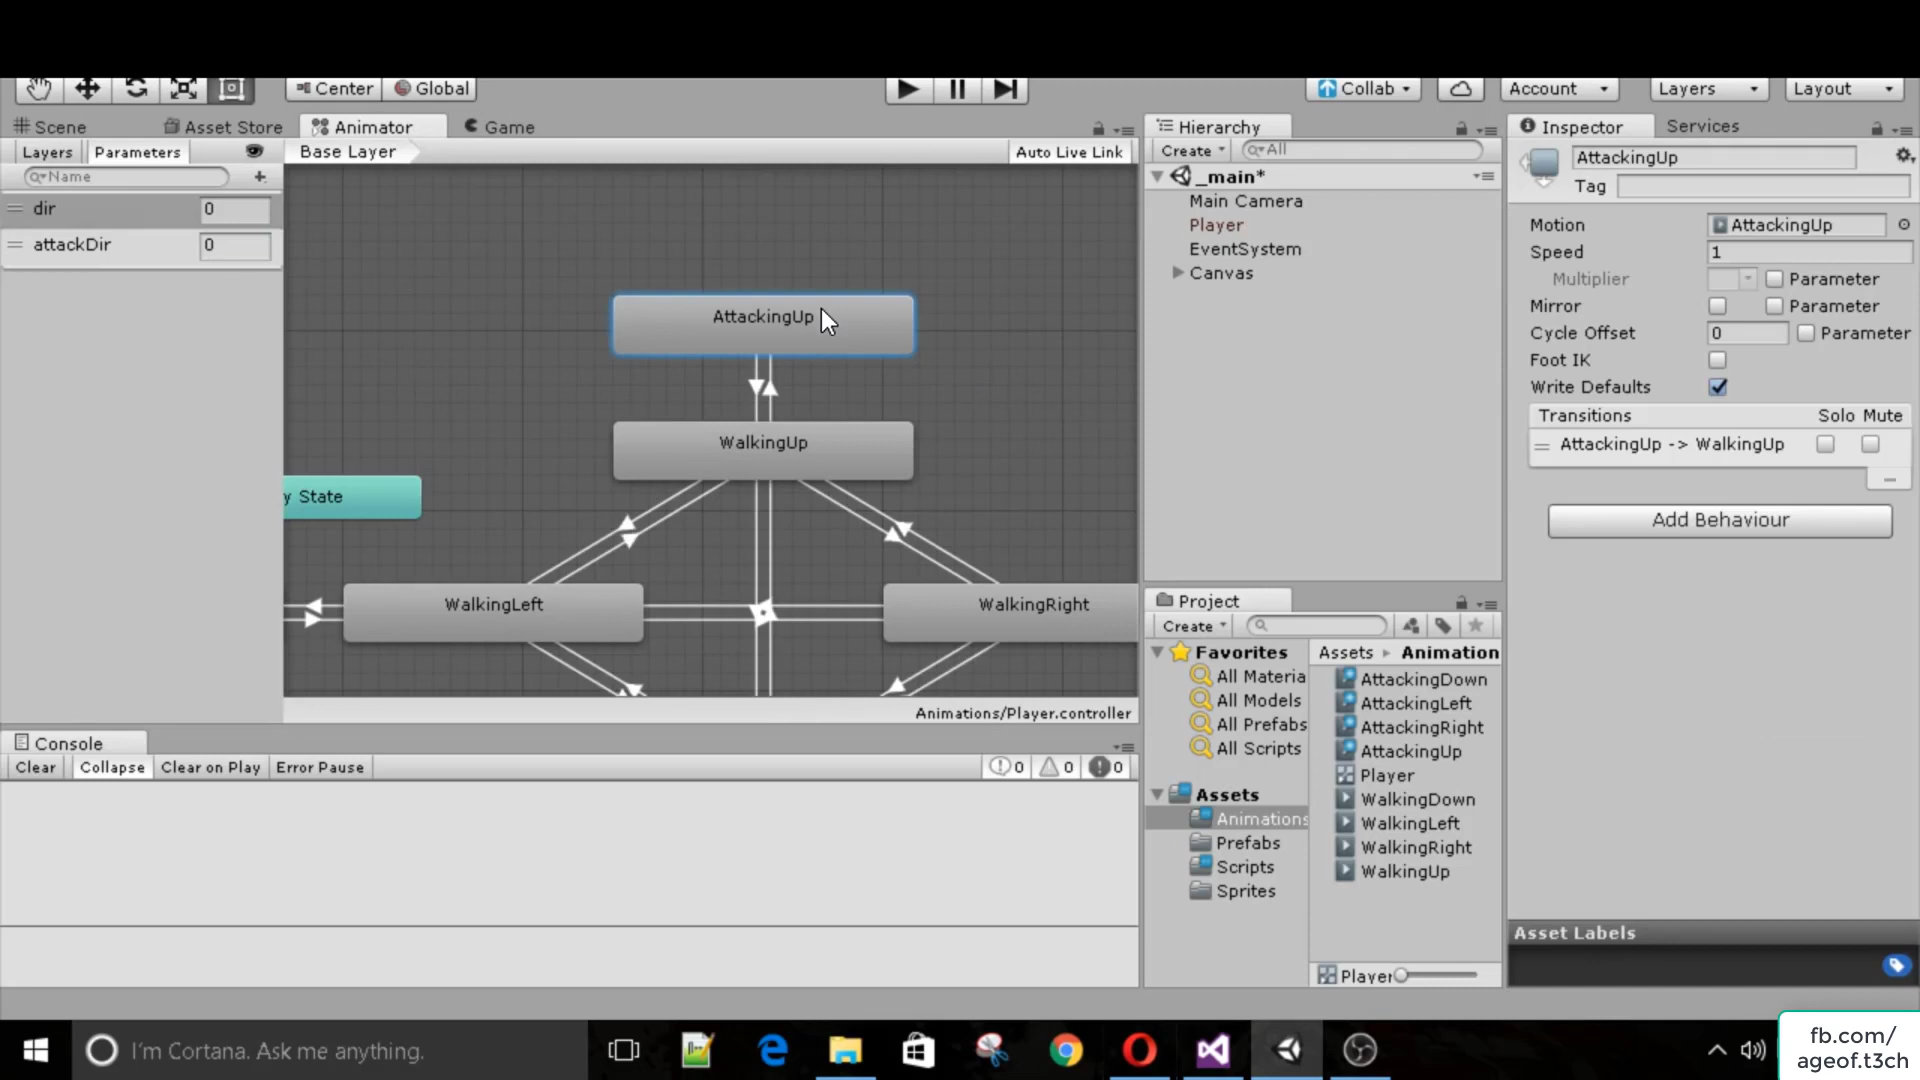 Center
Global
Collab
Account
Layers
Layout
Scene
Asset Store
Animator
Game
Layers
Parameters
Base Layer
Auto Live Link
Name
dir
0
attackDir
0
AttackingUp
WalkingUp
y State
WalkingLeft
WalkingRight
Animations/Player.controller
Console
Clear
Collapse
Clear on Play
Error Pause
0
0
0
Hierarchy
Create
All
_main*
Main Camera
Player
EventSystem
Canvas
Project
Create
Favorites
All Materia
All Models
All Prefabs
All Scripts
Assets
Animations
Prefabs
Scripts
Sprites
Assets
Animation
AttackingDown
AttackingLeft
AttackingRight
AttackingUp
Player
WalkingDown
WalkingLeft
WalkingRight
WalkingUp
Player
Inspector
Services
AttackingUp
Tag
Motion
AttackingUp
Speed
1
Multiplier
Parameter
Mirror
Parameter
Cycle Offset
0
Parameter
Foot IK
Write Defaults
Transitions
Solo
Mute
AttackingUp -> WalkingUp
Add Behaviour
Asset Labels
I'm Cortana. Ask me anything.
fb.com/
ageof.t3ch